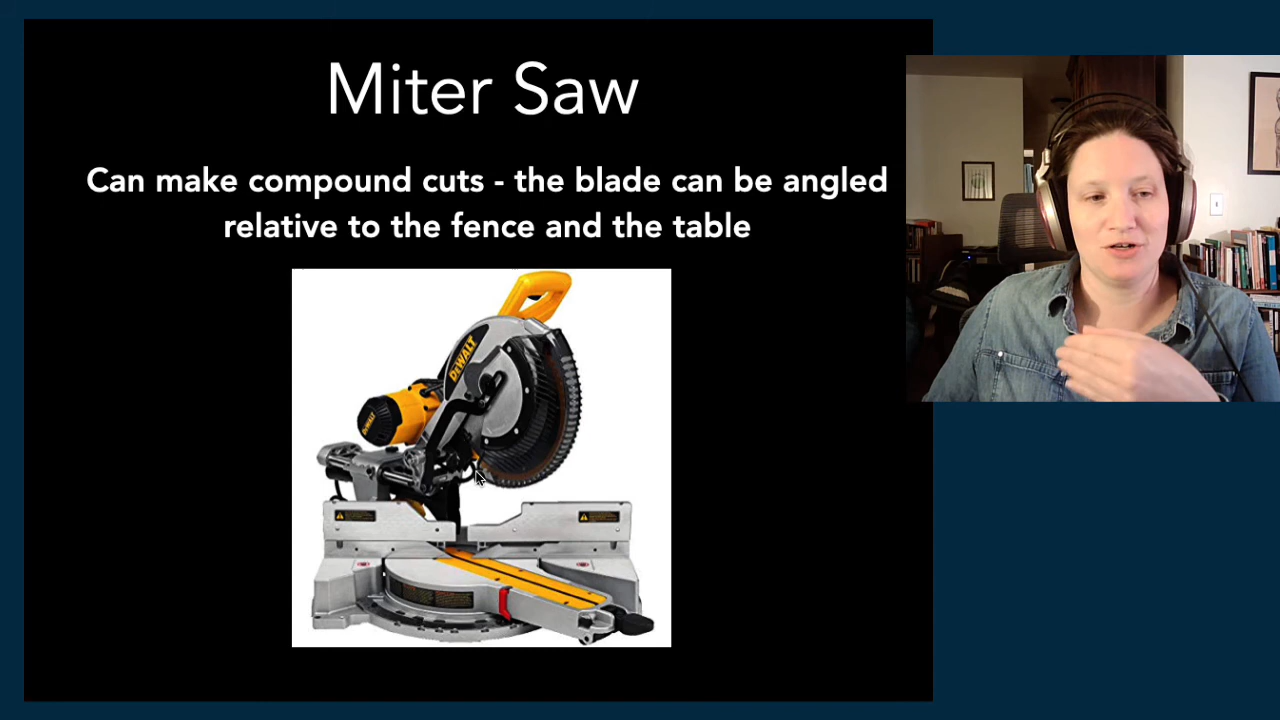 Miter Saw
Can make compound cuts - the blade can be angled
relative to the fence and the table
DEWALT
DEWALT